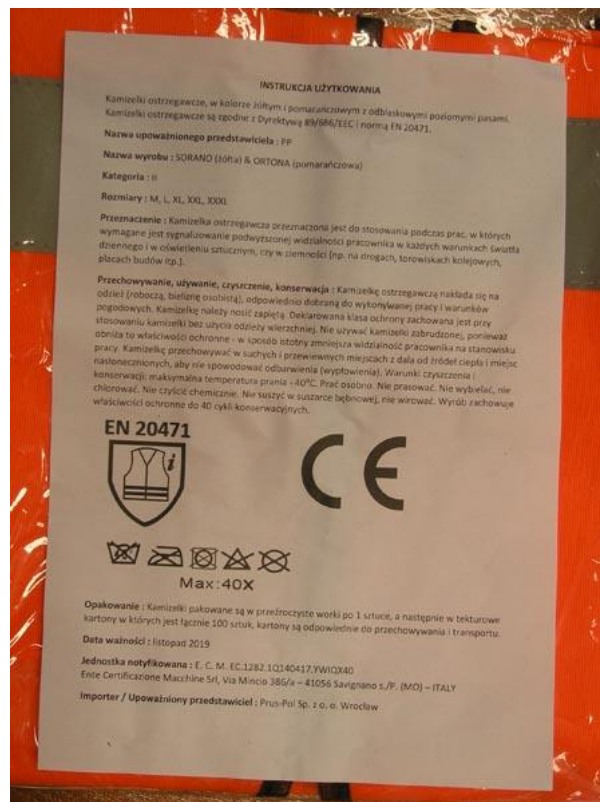 INSTRUKCJA UŻYTKOWANIA
Kamizelki ostrzegawcze, w kolorze żółtym i pomarańczowym z odblaskowymi poziomymi pasami.
Kamizelki ostrzegawcze są zgodne z Dyrektywą 89/686/EEC i normą EN 20471.
Nazwa upoważnionego przedstawiciela : PP
Nazwa wyrobu : SORANO (żółta) & ORTONA (pomarańczowa)
Kategoria : II
Rozmiary : M, L, XL, XXL, XXXL
Przeznaczenie : Kamizelka ostrzegawcza przeznaczona jest do stosowania podczas prac, w których
wymagane jest sygnalizowanie podwyższonej widzialności pracownika w każdych warunkach światła
dziennego i w oświetleniu sztucznym, czy w ciemności (np. na drogach, torowiskach kolejowych,
placach budów itp.).
Przechowywanie, używanie, czyszczenie, konserwacja : Kamizelkę ostrzegawczą nakłada się na
odzież (roboczą, bieliznę osobistą), odpowiednio dobraną do wykonywanej pracy i warunków
pogodowych. Kamizelkę należy nosić zapiętą. Deklarowana klasa ochrony zachowana jest przy
stosowaniu kamizelki bez użycia odzieży wierzchniej. Nie używać kamizelki zabrudzonej, ponieważ
obniża to właściwości ochronne - w sposób istotny zmniejsza widzialność pracownika na stanowisku
pracy. Kamizelkę przechowywać w suchych i przewiewnych miejscach z dala od źródeł ciepła i miejsc
nasłonecznionych, aby nie spowodować odbarwienia (wypłowienia). Warunki czyszczenia i
konserwacji: maksymalna temperatura prania - 40°C. Prać osobno. Nie prasować. Nie wybielać, nie
chlorować. Nie czyścić chemicznie. Nie suszyć w suszarce bębnowej, nie wirować. Wyrób zachowuje
właściwości ochronne do 40 cykli konserwacyjnych.
EN 20471
i
CE
Max:40X
Opakowanie : Kamizelki pakowane są w przeźroczyste worki po 1 sztuce, a następnie w tekturowe
kartony w których jest łącznie 100 sztuk, kartony są odpowiednie do przechowywania i transportu.
Data ważności : listopad 2019
Jednostka notyfikowana : E. C. M. EC.1282.1Q140417.YWIQX40
Ente Certificazione Macchine Srl, Via Mincio 386/a – 41056 Savignano s./P. (MO) – ITALY
Importer / Upoważniony przedstawiciel : Prus-Pol Sp. z o. o. Wrocław